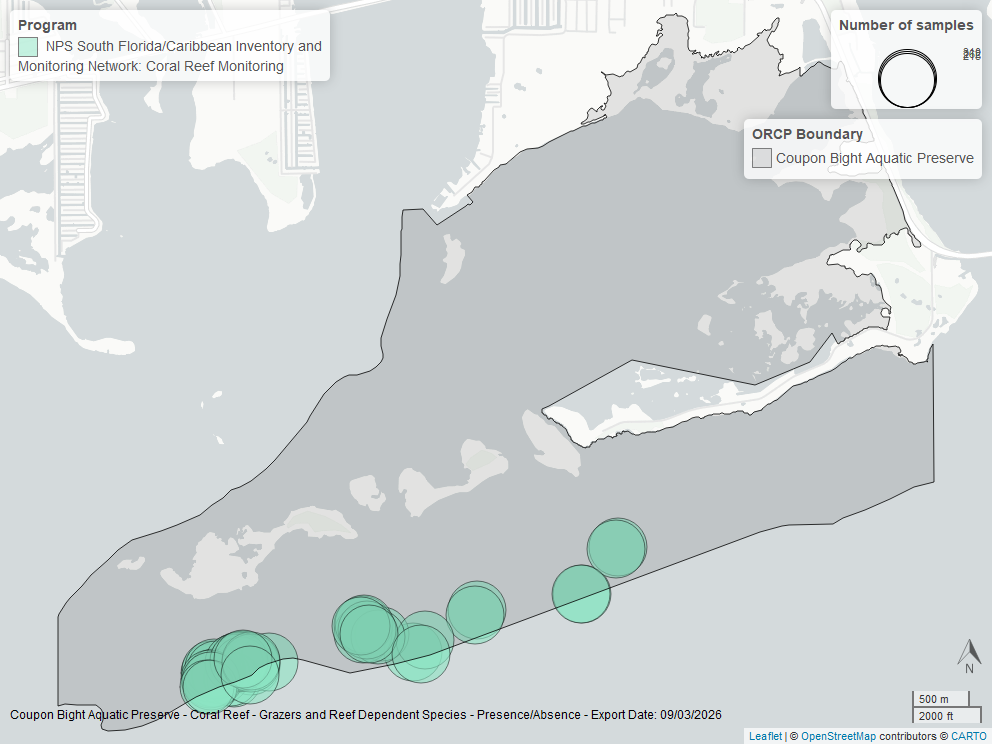 Program
NPS South Florida/Caribbean Inventory and
Monitoring Network: Coral Reef Monitoring
Number of samples
ORCP Boundary
Coupon Bight Aquatic Preserve
N
500 m
2000 ft
Coupon Bight Aquatic Preserve - Coral Reef - Grazers and Reef Dependent Species - Presence/Absence - Export Date: 09/03/2026
Leaflet | © OpenStreetMap contributors © CARTO